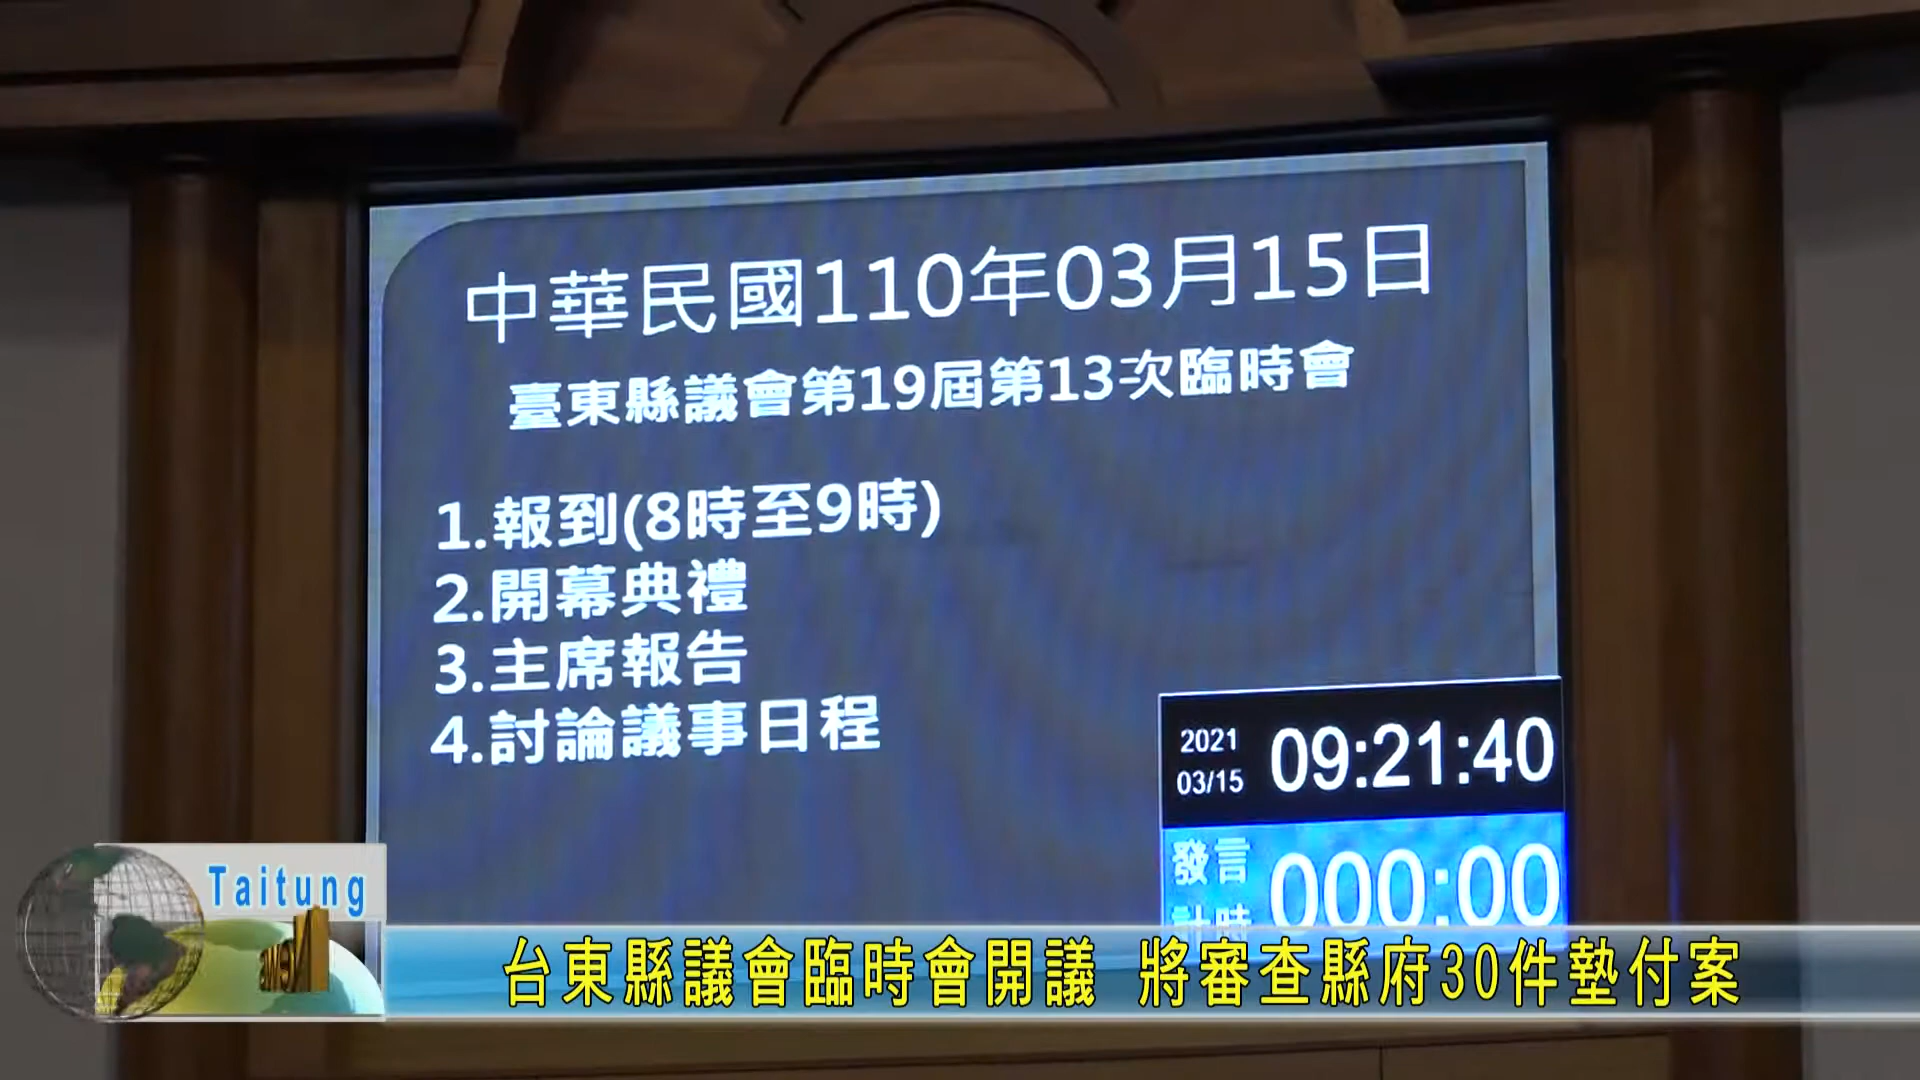 中華民國110年03月15日
臺東縣議會第19屆第13次臨時會
1.報到(8時至9時)
2.開幕典禮
3.主席報告
4.討論議事日程
2021
03/15
09:21:40
發言
計時
000:00
Taitung
News
台東縣議會臨時會開議 將審查縣府30件墊付案